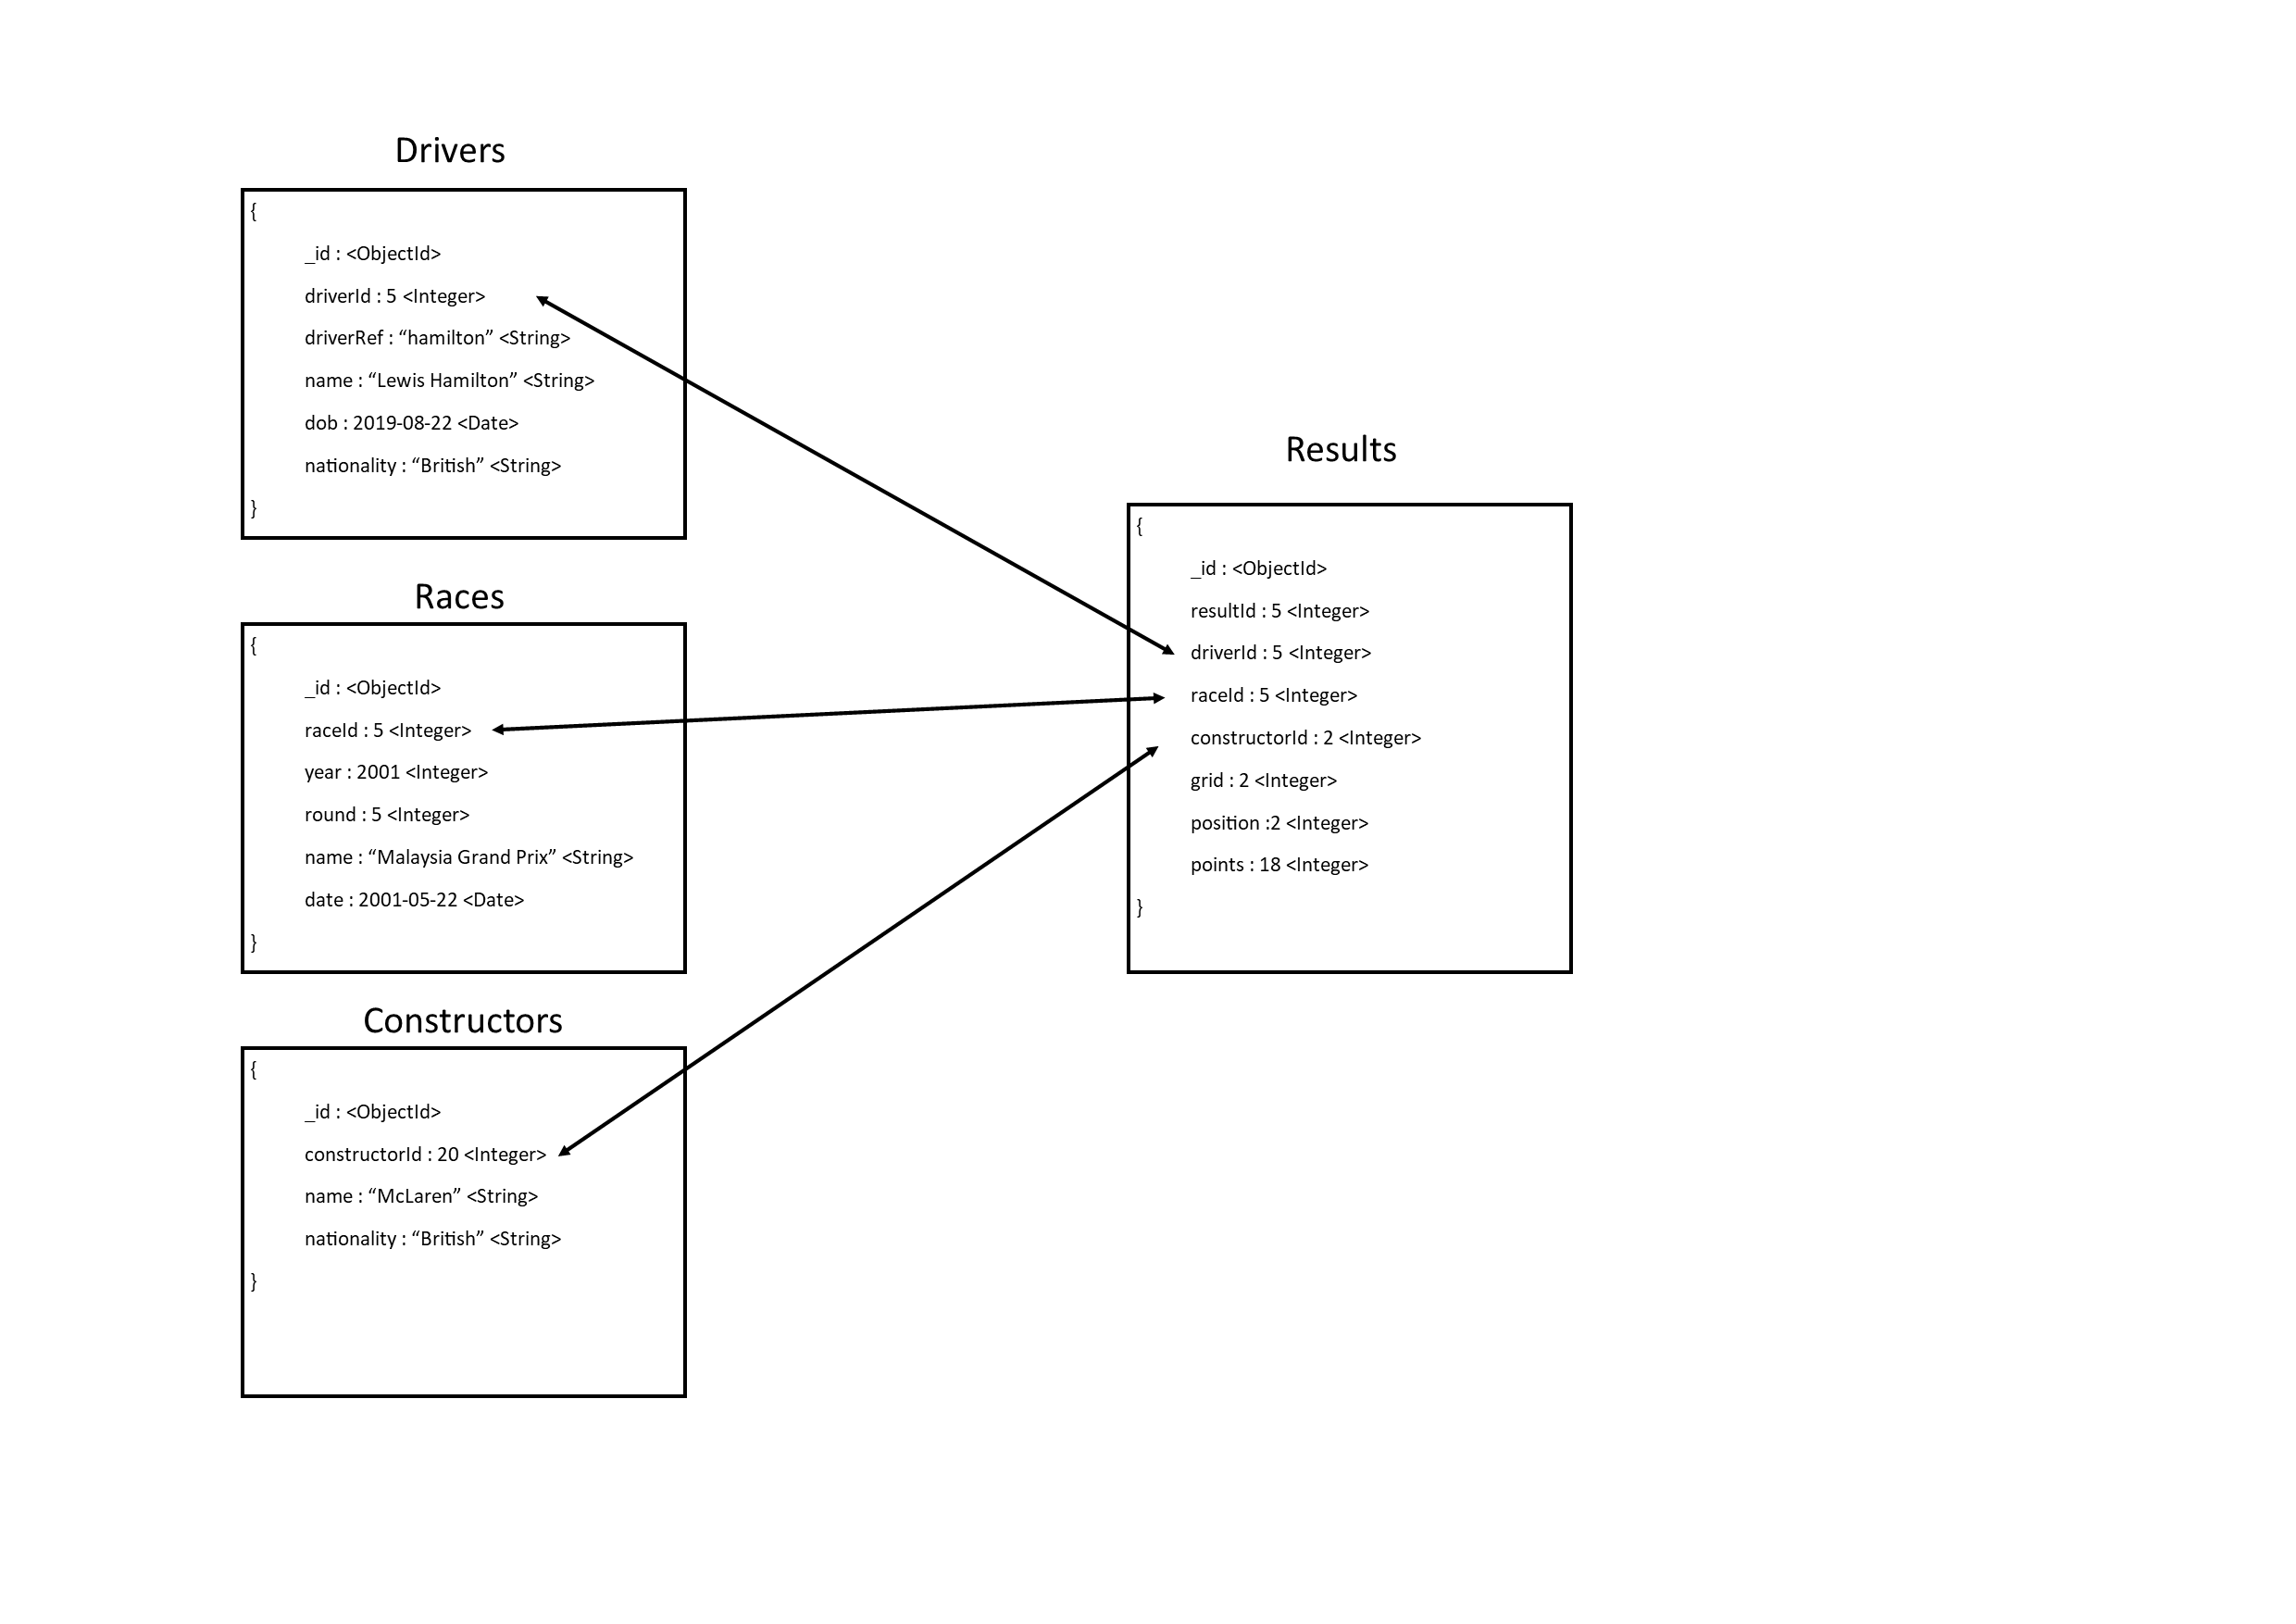 Drivers
{
_id : <ObjectId>
driverId : 5 <Integer>
driverRef : “hamilton” <String>
name : “Lewis Hamilton” <String>
dob : 2019-08-22 <Date>
nationality : “British” <String>
}
Races
{
_id : <ObjectId>
raceId : 5 <Integer>
year : 2001 <Integer>
round : 5 <Integer>
name : “Malaysia Grand Prix” <String>
date : 2001-05-22 <Date>
}
Constructors
{
_id : <ObjectId>
constructorId : 20 <Integer>
name : “McLaren” <String>
nationality : “British” <String>
}
Results
{
_id : <ObjectId>
resultId : 5 <Integer>
driverId : 5 <Integer>
raceId : 5 <Integer>
constructorId : 2 <Integer>
grid : 2 <Integer>
position :2 <Integer>
points : 18 <Integer>
}